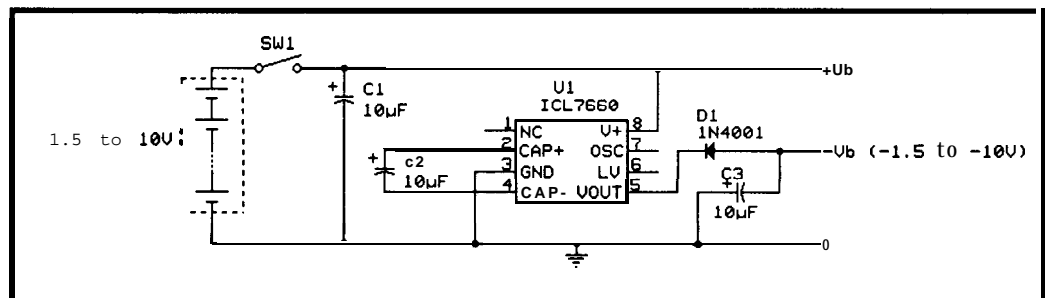 SW1
+Ub
+ C1
10µF
U1
ICL7660
1.5 to 10V
1 NC V+ 8
2 CAP+ OSC 7
3 GND LV 6
4 CAP- VOUT 5
+ c2
10µF
D1
1N4001
-Vb (-1.5 to -10V)
C3
+
10µF
0